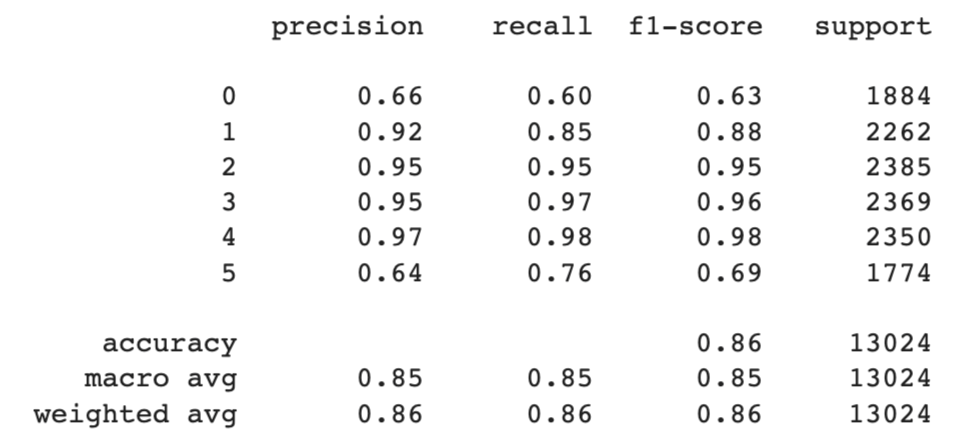 precision recall f1-score support
0 0.66 0.60 0.63 1884
1 0.92 0.85 0.88 2262
2 0.95 0.95 0.95 2385
3 0.95 0.97 0.96 2369
4 0.97 0.98 0.98 2350
5 0.64 0.76 0.69 1774
accuracy 0.86 13024
macro avg 0.85 0.85 0.85 13024
weighted avg 0.86 0.86 0.86 13024